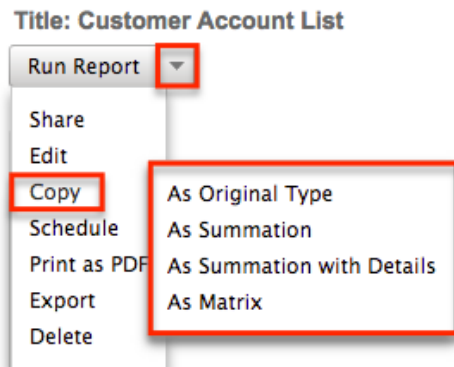 Title: Customer Account List
Run Report
Share
Edit
Copy
Schedule
Print as PDF
Export
Delete
As Original Type
As Summation
As Summation with Details
As Matrix